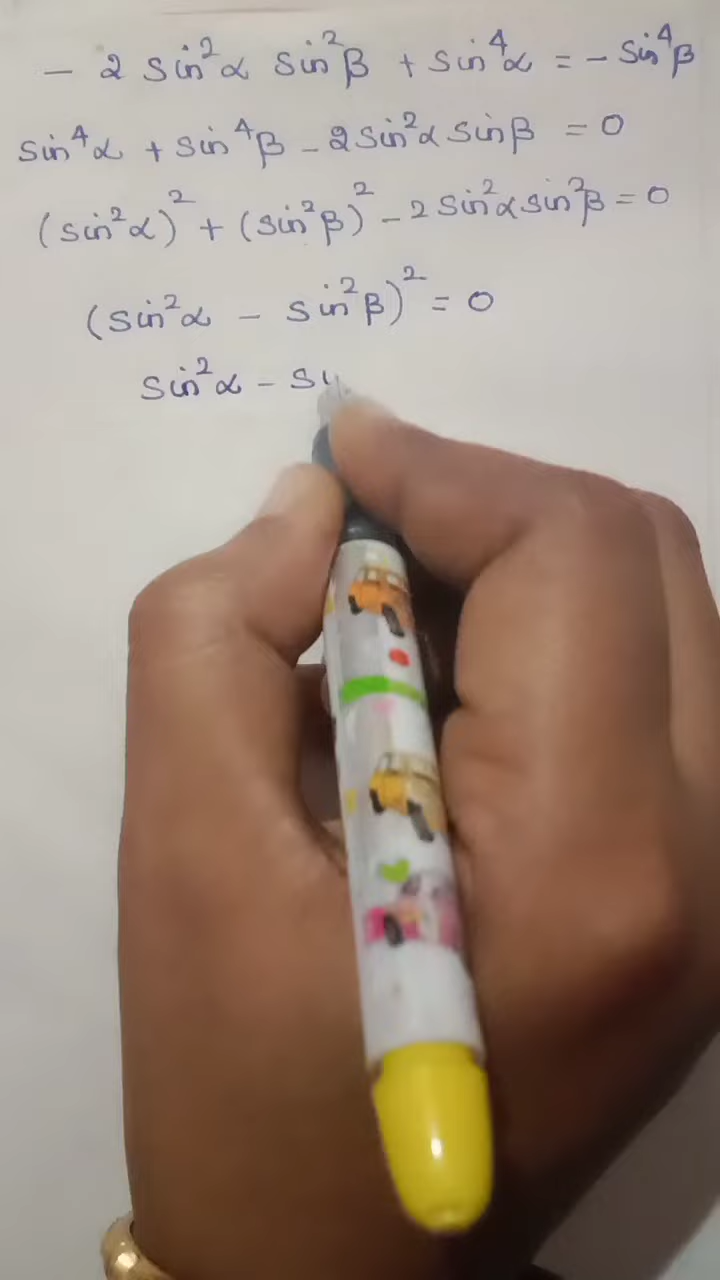 - 2 sin²α sin²β + sin⁴α = - sin⁴β
sin⁴α + sin⁴β - 2sin²α sinβ = 0
(sin²α)² + (sin²β)² - 2 sin²α sin²β = 0
(sin²α - sin²β)² = 0
sin²α - si